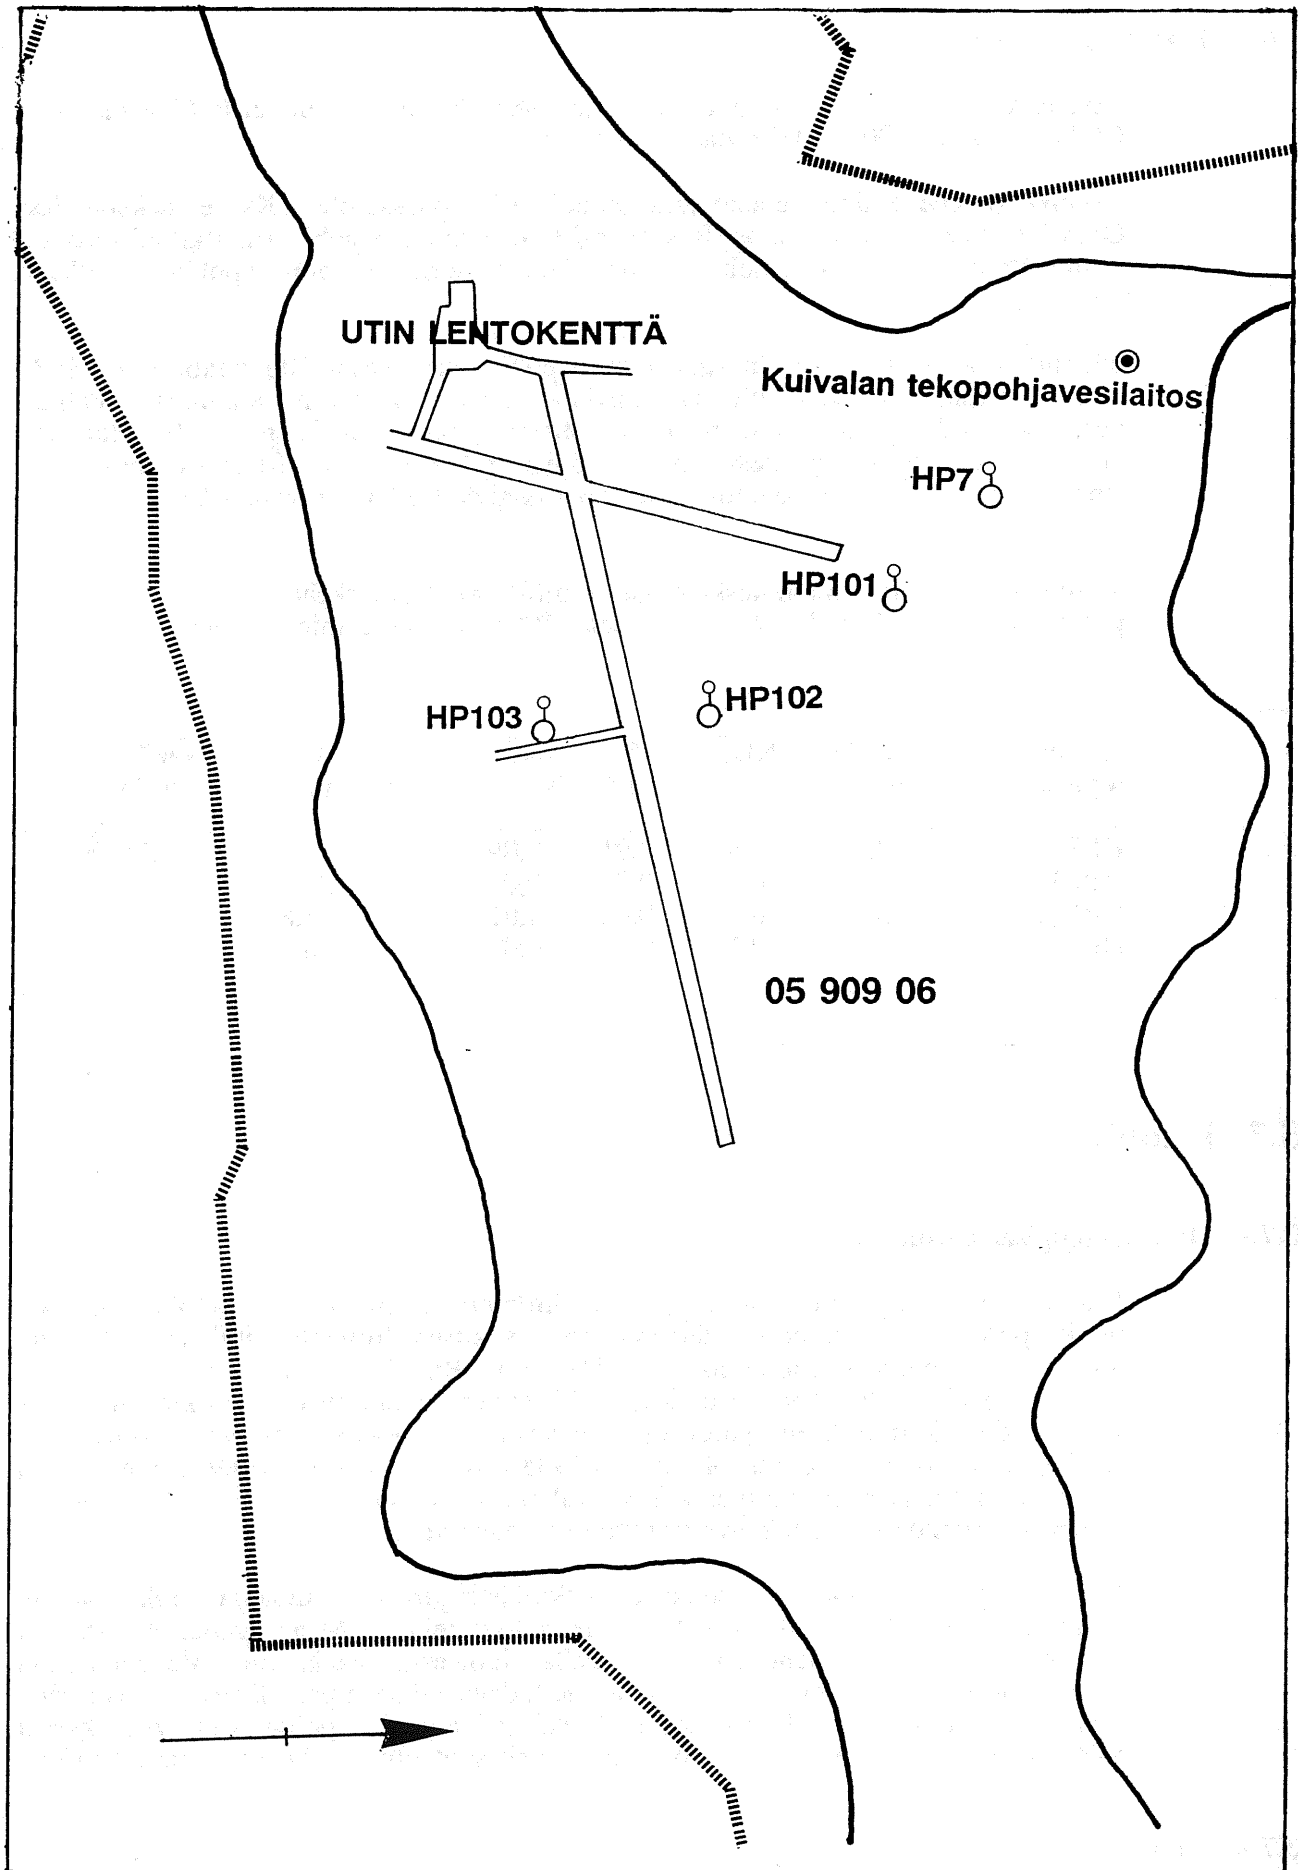 UTIN LENTOKENTTÄ
Kuivalan tekopohjavesilaitos
HP7
HP101
HP102
HP103
05 909 06